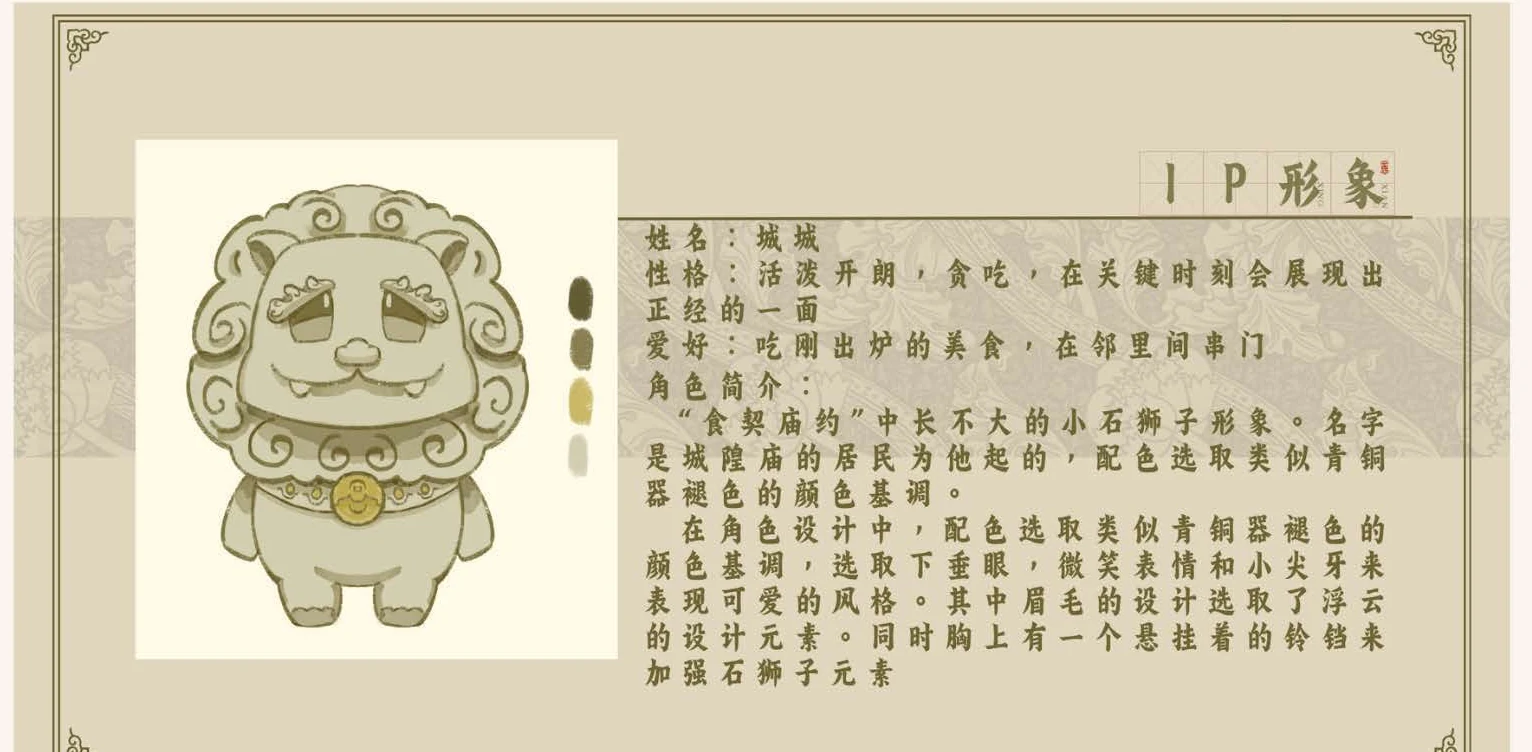 IP形象
姓名：城城
性格：活泼开朗，贪吃，在关键时刻会展现出
正经的一面
爱好：吃刚出炉的美食，在邻里间串门
角色简介：
“食契庙约”中长不大的小石狮子形象。名字
是城隍庙的居民为他起的，配色选取类似青铜
器褪色的颜色基调。
在角色设计中，配色选取类似青铜器褪色的
颜色基调，选取下垂眼，微笑表情和小尖牙来
表现可爱的风格。其中眉毛的设计选取了浮云
的设计元素。同时胸上有一个悬挂着的铃铛来
加强石狮子元素